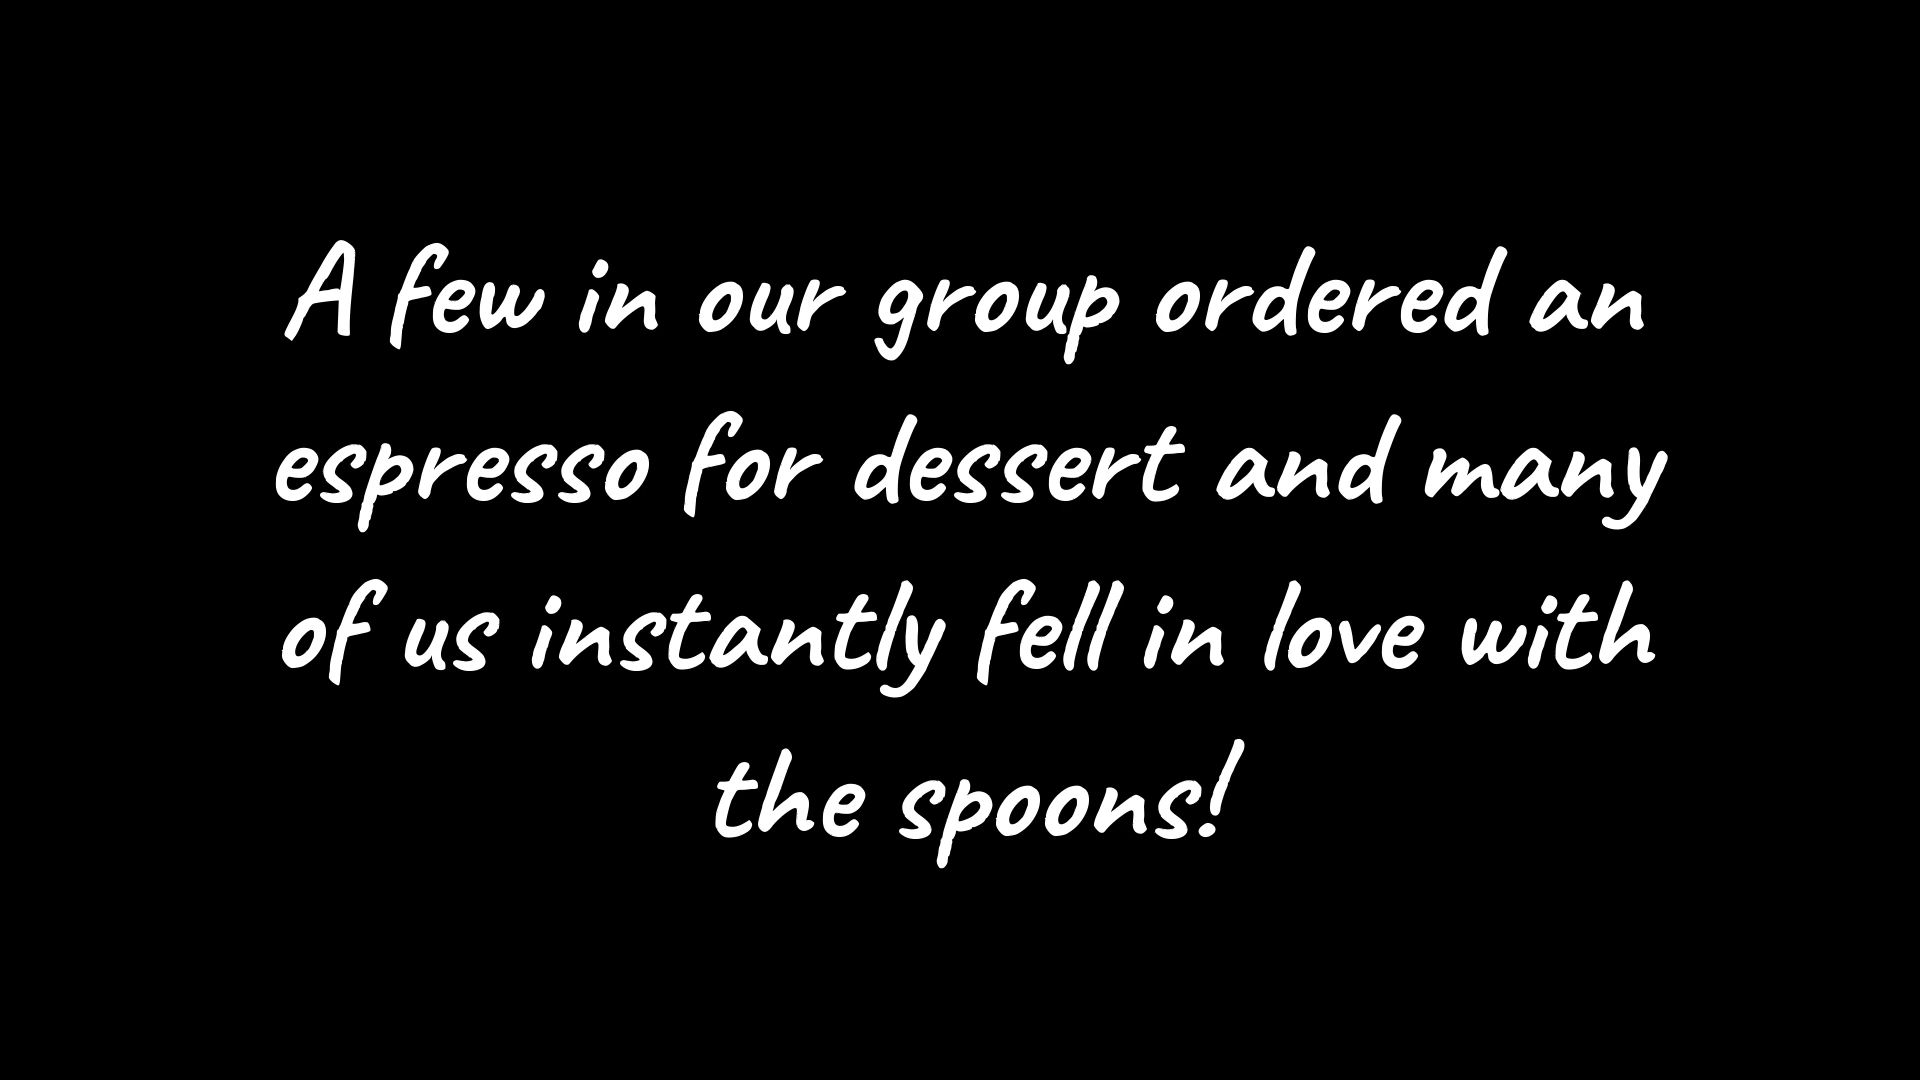 A few in our group ordered an
espresso for dessert and many
of us instantly fell in love with
the spoons!